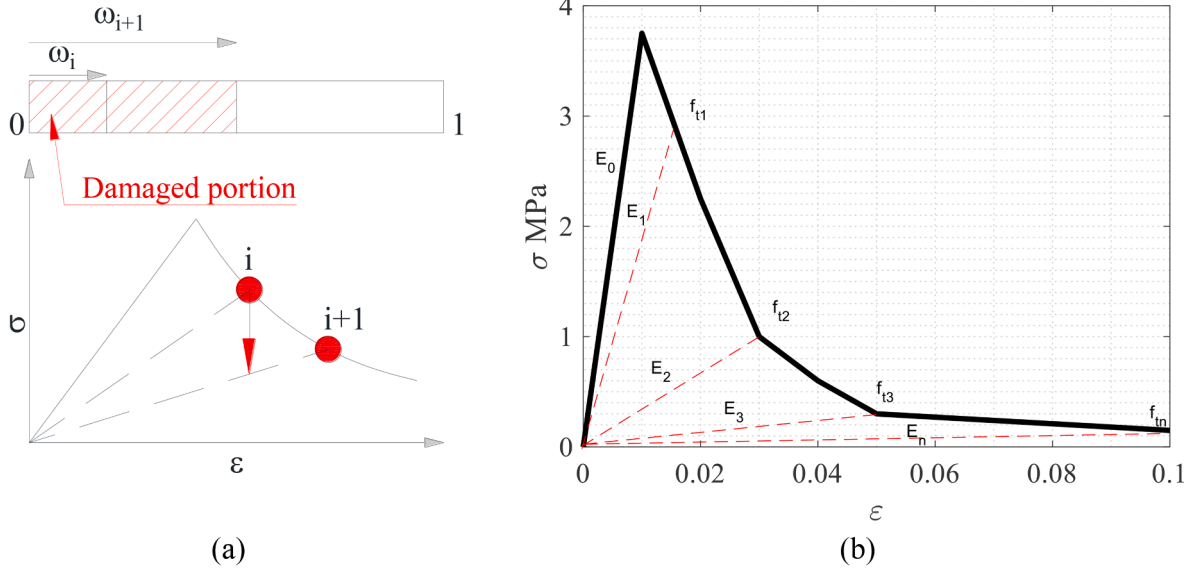 ω_{i+1}
ω_i
0
1
Damaged portion
i
i+1
σ
ε
(a)
4
3
2
1
0
σ MPa
f_{t1}
E_0
E_1
f_{t2}
E_2
f_{t3}
E_3
f_{tn}
E_n
0 0.02 0.04 0.06 0.08 0.1
ε
(b)